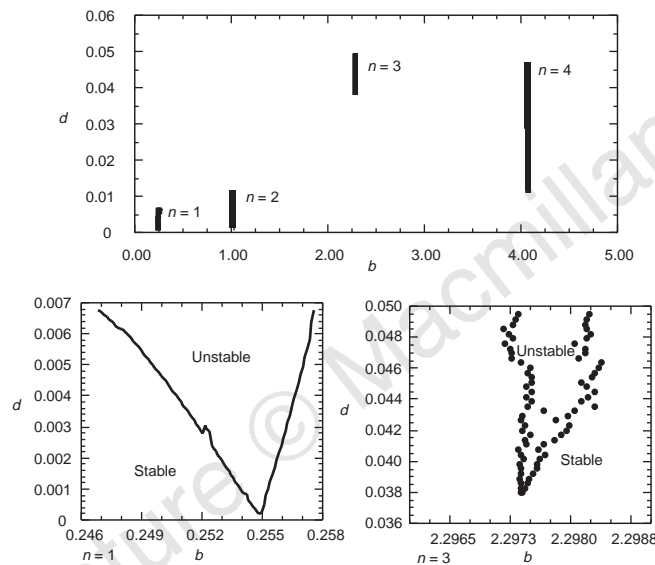 0.06
0.05
0.04
0.03
0.02
0.01
0
d
n = 3
n = 4
n = 2
n = 1
0.00 1.00 2.00 3.00 4.00 5.00
b
0.007
0.006
0.005
0.004
0.003
0.002
0.001
0
d
Unstable
Stable
0.246 0.249 0.252 0.255 0.258
n = 1 b
0.050
0.048
0.046
0.044
0.042
0.040
0.038
0.036
d
Unstable
Stable
2.2965 2.2973 2.2980 2.2988
n = 3 b
ture © Macmillan